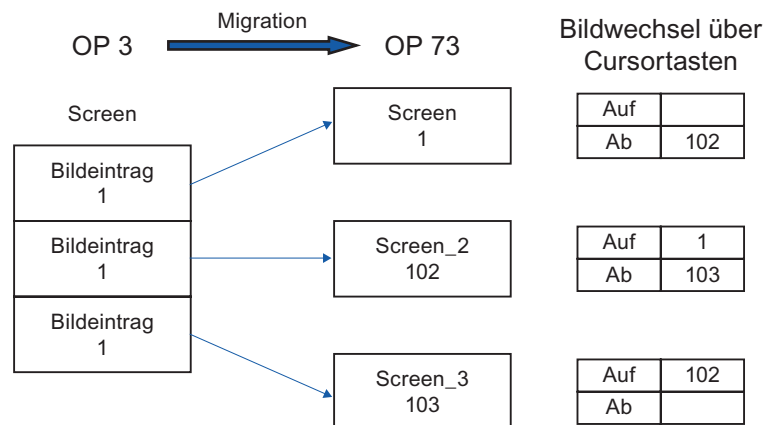 Migration
OP 3
OP 73
Bildwechsel über
Cursortasten
Screen
Bildeintrag
1
Bildeintrag
1
Bildeintrag
1
Screen
1
Screen_2
102
Screen_3
103
Auf
Ab 102
Auf 1
Ab 103
Auf 102
Ab